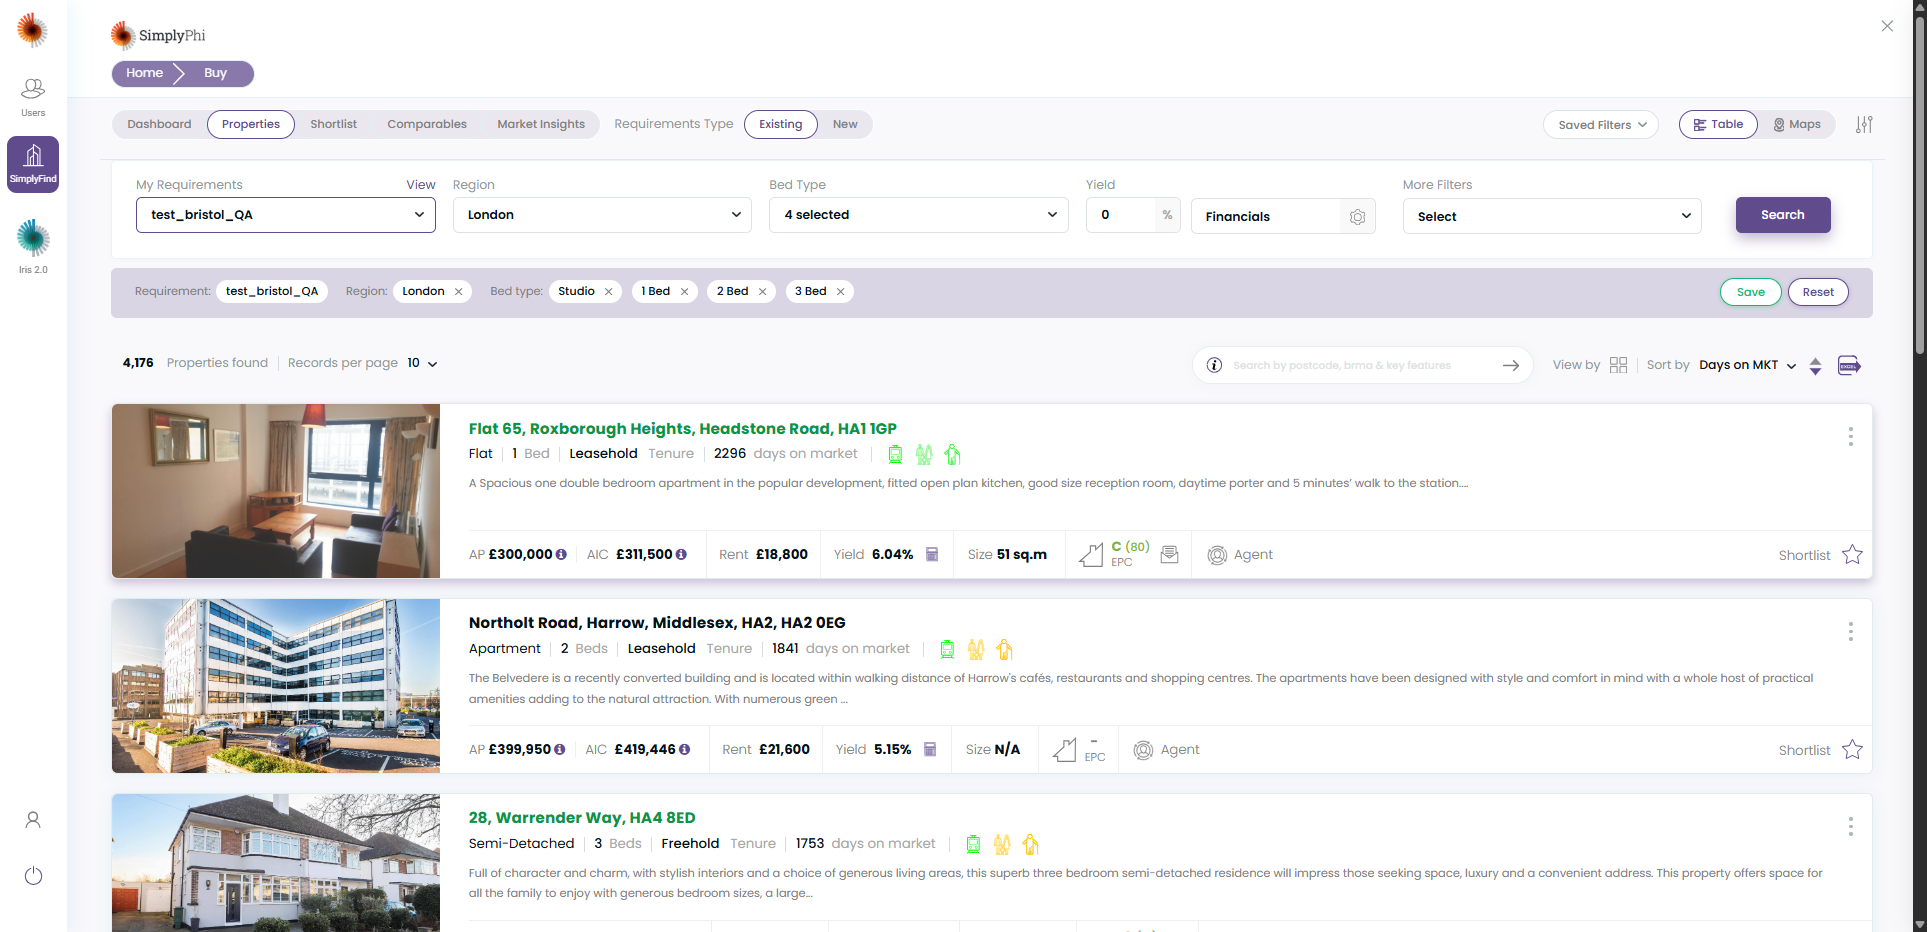 SimplyPhi
Home Buy
Users
SimplyFind
Iris 2.0
Dashboard Properties Shortlist Comparables Market Insights Requirements Type Existing New Saved Filters Table Maps
My Requirements View Region Bed Type Yield More Filters
test_bristol_QA London 4 selected 0 % Financials Select Search
Requirement: test_bristol_QA Region: London Bed type: Studio 1 Bed 2 Bed 3 Bed Save Reset
4,176 Properties found Records per page 10 Search by postcode, brma & key features View by Sort by Days on MKT EXCEL
Flat 65, Roxborough Heights, Headstone Road, HA1 1GP
Flat 1 Bed Leasehold Tenure 2296 days on market
A Spacious one double bedroom apartment in the popular development, fitted open plan kitchen, good size reception room, daytime porter and 5 minutes' walk to the station....
AP £300,000 AIC £311,500 Rent £18,800 Yield 6.04% Size 51 sq.m C (80) EPC Agent Shortlist
Northolt Road, Harrow, Middlesex, HA2, HA2 0EG
Apartment 2 Beds Leasehold Tenure 1841 days on market
The Belvedere is a recently converted building and is located within walking distance of Harrow's cafés, restaurants and shopping centres. The apartments have been designed with style and comfort in mind with a whole host of practical
amenities adding to the natural attraction. With numerous green ...
AP £399,950 AIC £419,446 Rent £21,600 Yield 5.15% Size N/A - EPC Agent Shortlist
28, Warrender Way, HA4 8ED
Semi-Detached 3 Beds Freehold Tenure 1753 days on market
Full of character and charm, with stylish interiors and a choice of generous living areas, this superb three bedroom semi-detached residence will impress those seeking space, luxury and a convenient address. This property offers space for
all the family to enjoy with generous bedroom sizes, a large...